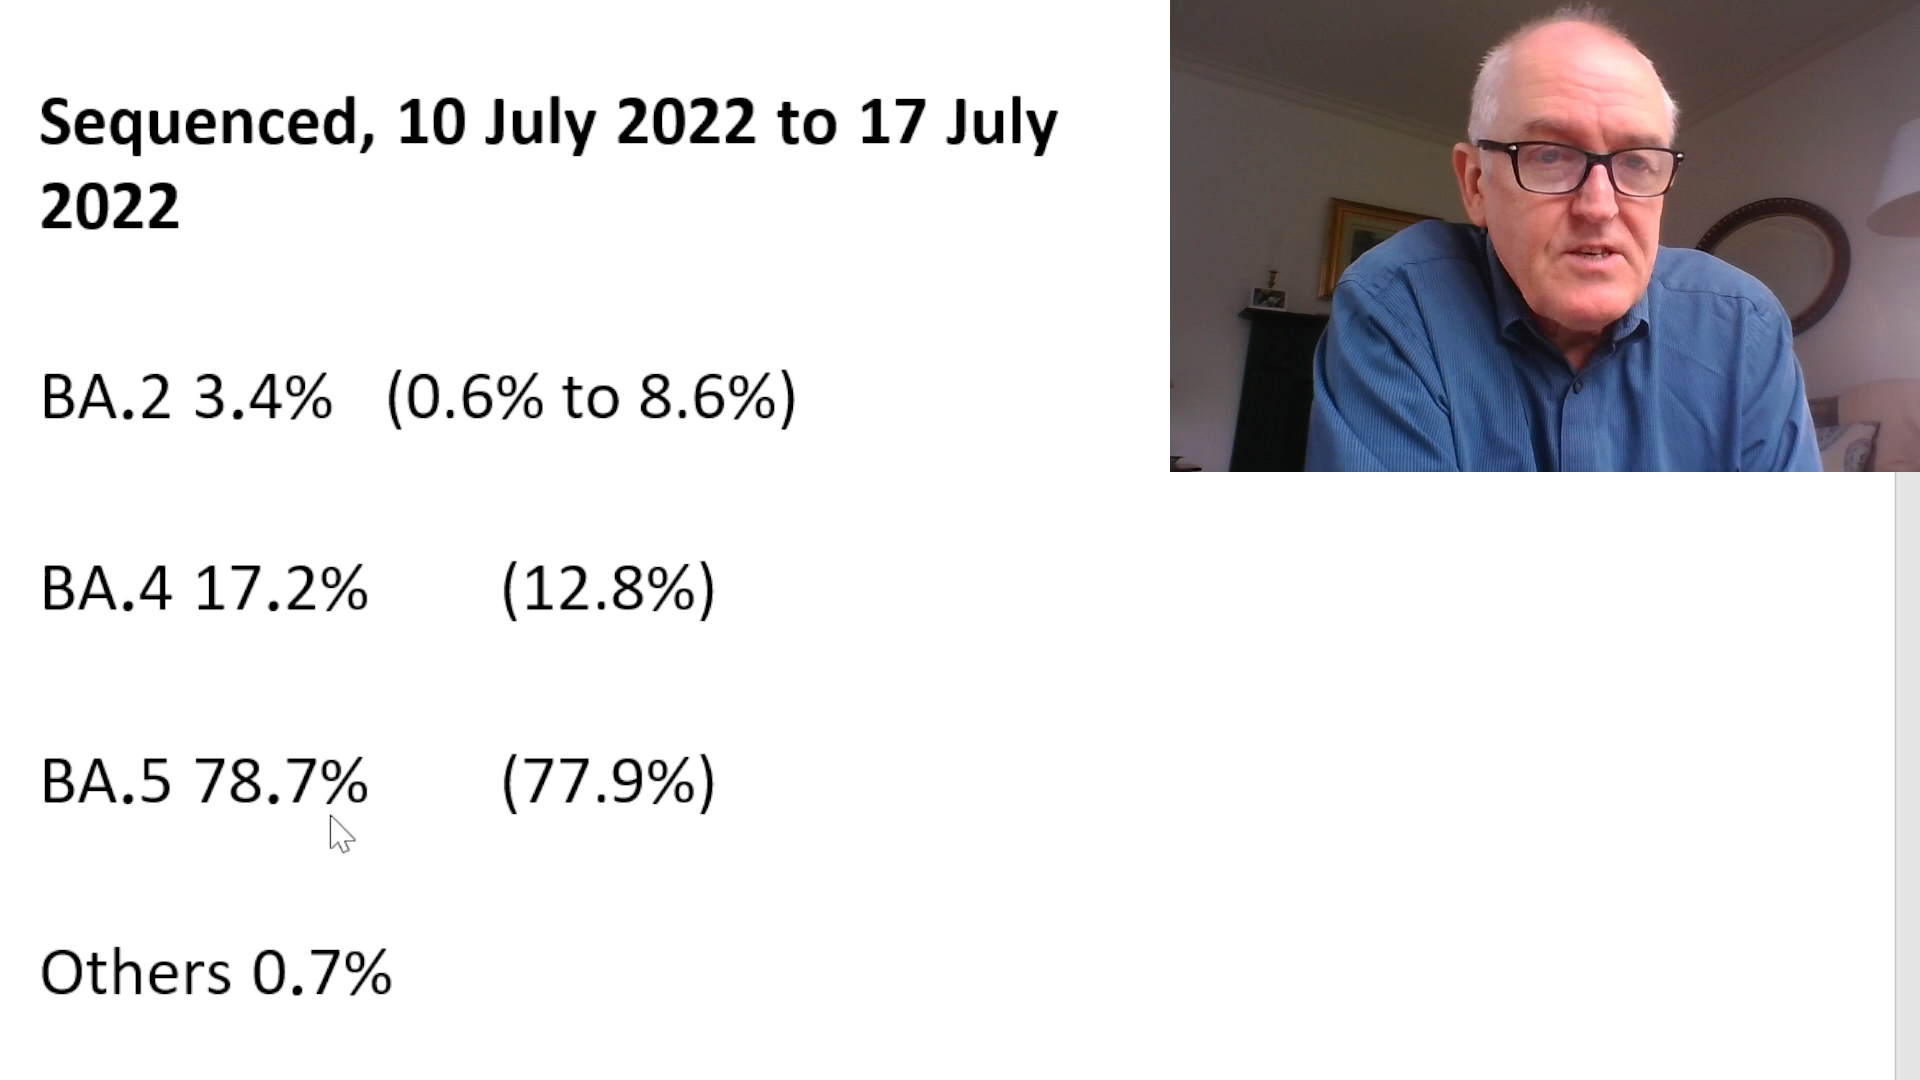 Sequenced, 10 July 2022 to 17 July
2022
BA.2 3.4% (0.6% to 8.6%)
BA.4 17.2% (12.8%)
BA.5 78.7% (77.9%)
Others 0.7%